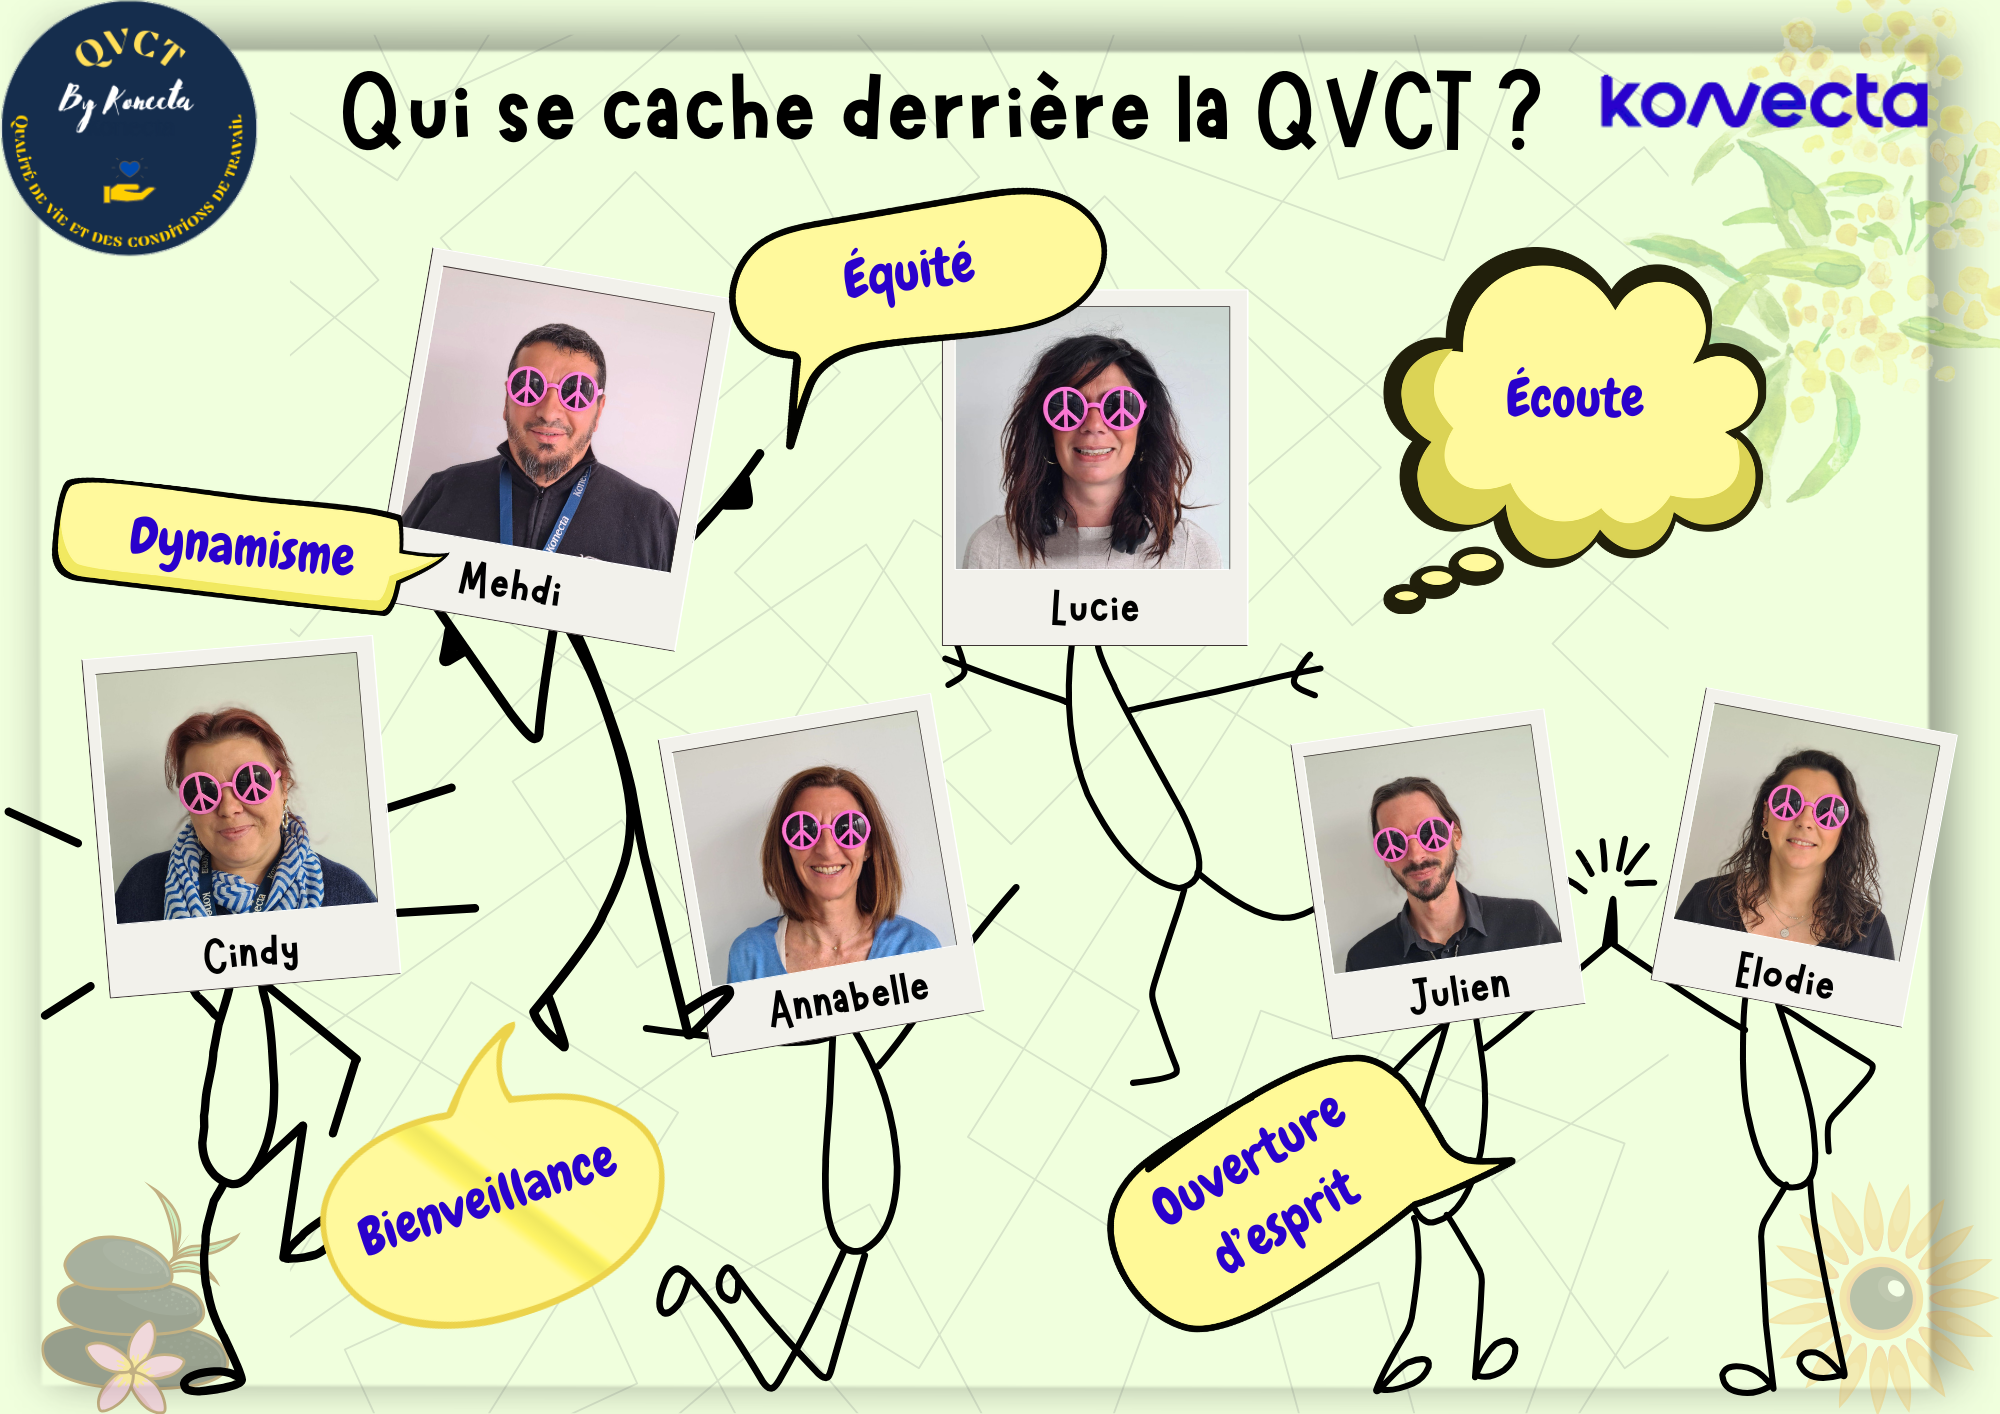 QVCT
By Konecta
QUALITÉ DE VIE ET DES CONDITIONS DE TRAVAIL
Qui se cache derrière la QVCT ?
konecta
Équité
Écoute
Dynamisme
konecta
Mehdi
Lucie
Cindy
Annabelle
Julien
Elodie
Bienveillance
Ouverture
d'esprit